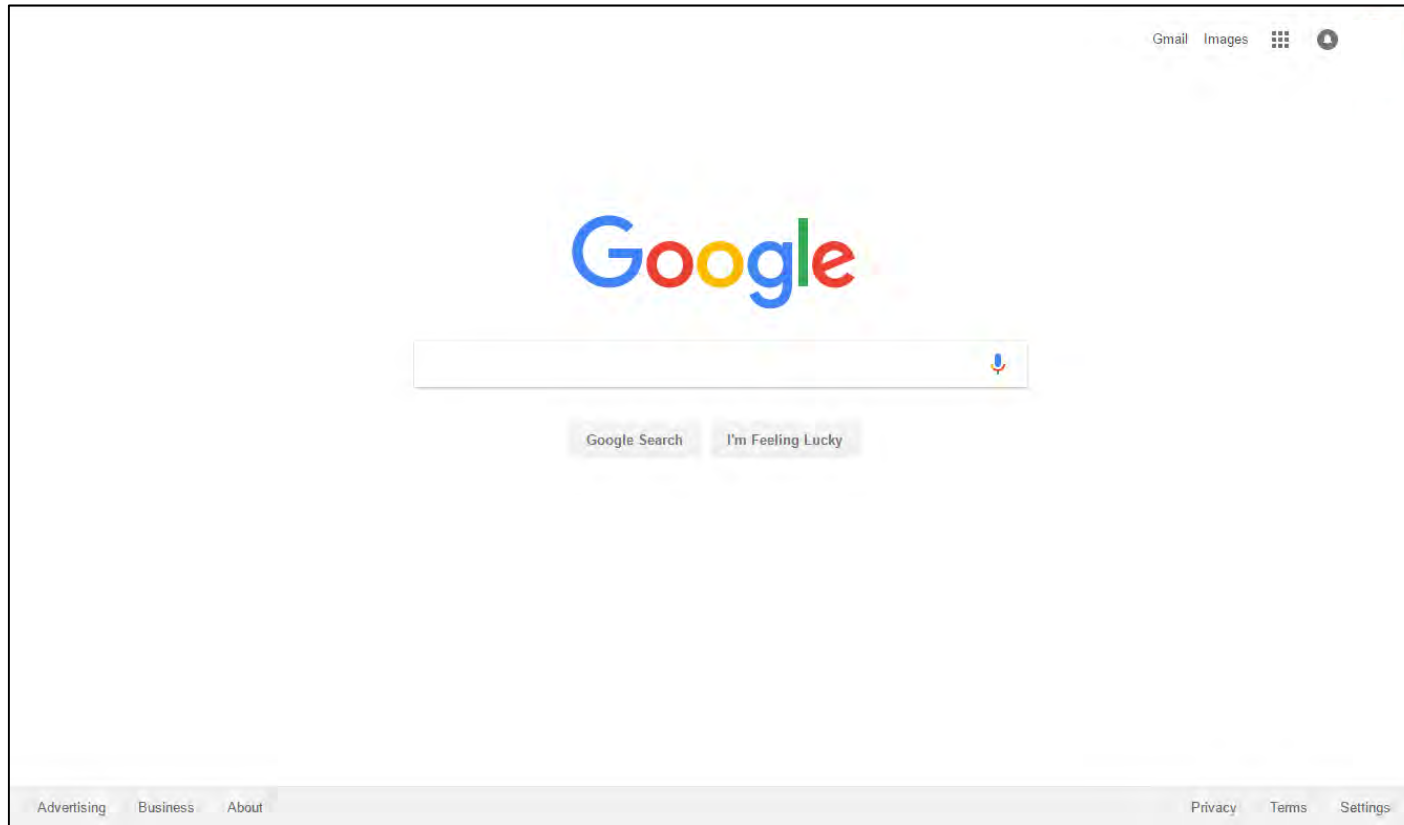 Gmail Images
Google
Google Search I'm Feeling Lucky
Advertising Business About Privacy Terms Settings